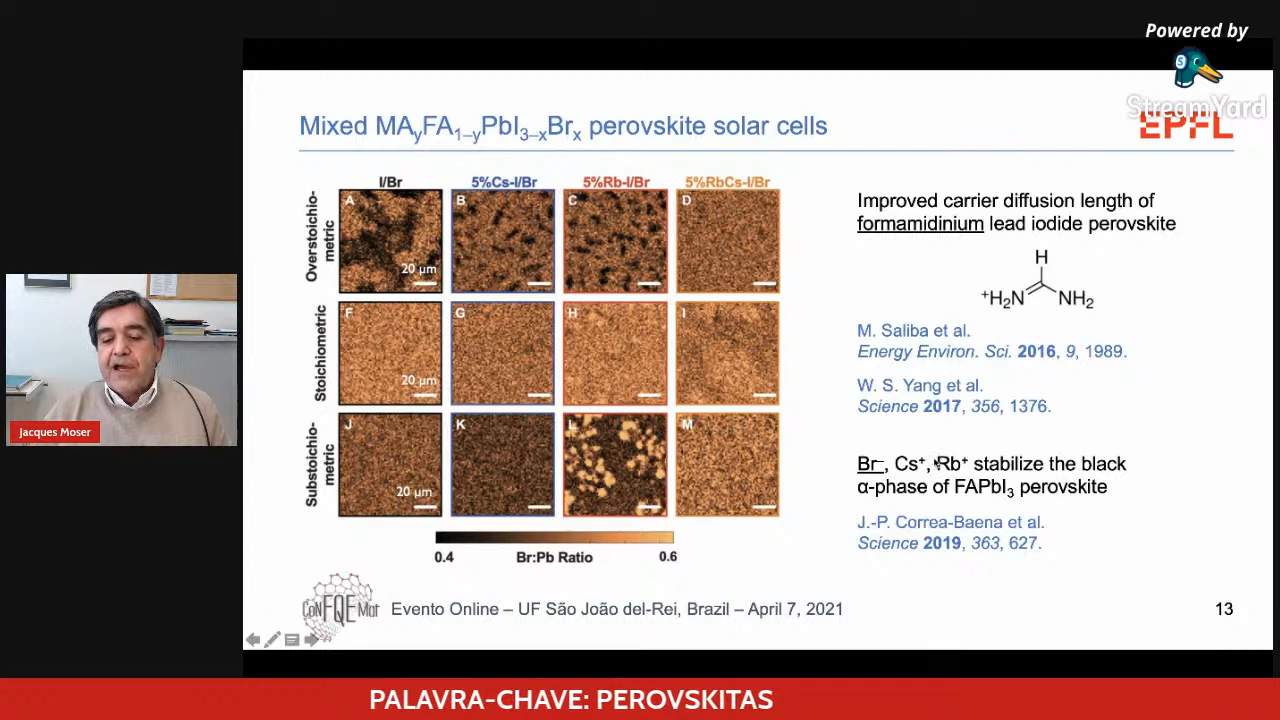 Powered by
StreamYard
Mixed MAyFA1–yPbI3–xBrx perovskite solar cells
EPFL
I/Br
5%Cs-I/Br
5%Rb-I/Br
5%RbCs-I/Br
Overstoichio-
metric
A
B
C
D
20 µm
Stoichiometric
F
G
H
I
20 µm
Substoichio-
metric
J
K
L
M
20 µm
0.4
Br:Pb Ratio
0.6
Improved carrier diffusion length of
formamidinium lead iodide perovskite
H
+H2N
NH2
M. Saliba et al.
Energy Environ. Sci. 2016, 9, 1989.
W. S. Yang et al.
Science 2017, 356, 1376.
Br–, Cs+, Rb+ stabilize the black
α-phase of FAPbI3 perovskite
J.-P. Correa-Baena et al.
Science 2019, 363, 627.
Jacques Moser
CoNFQEMat
Evento Online – UF São João del-Rei, Brazil – April 7, 2021
13
PALAVRA-CHAVE: PEROVSKITAS